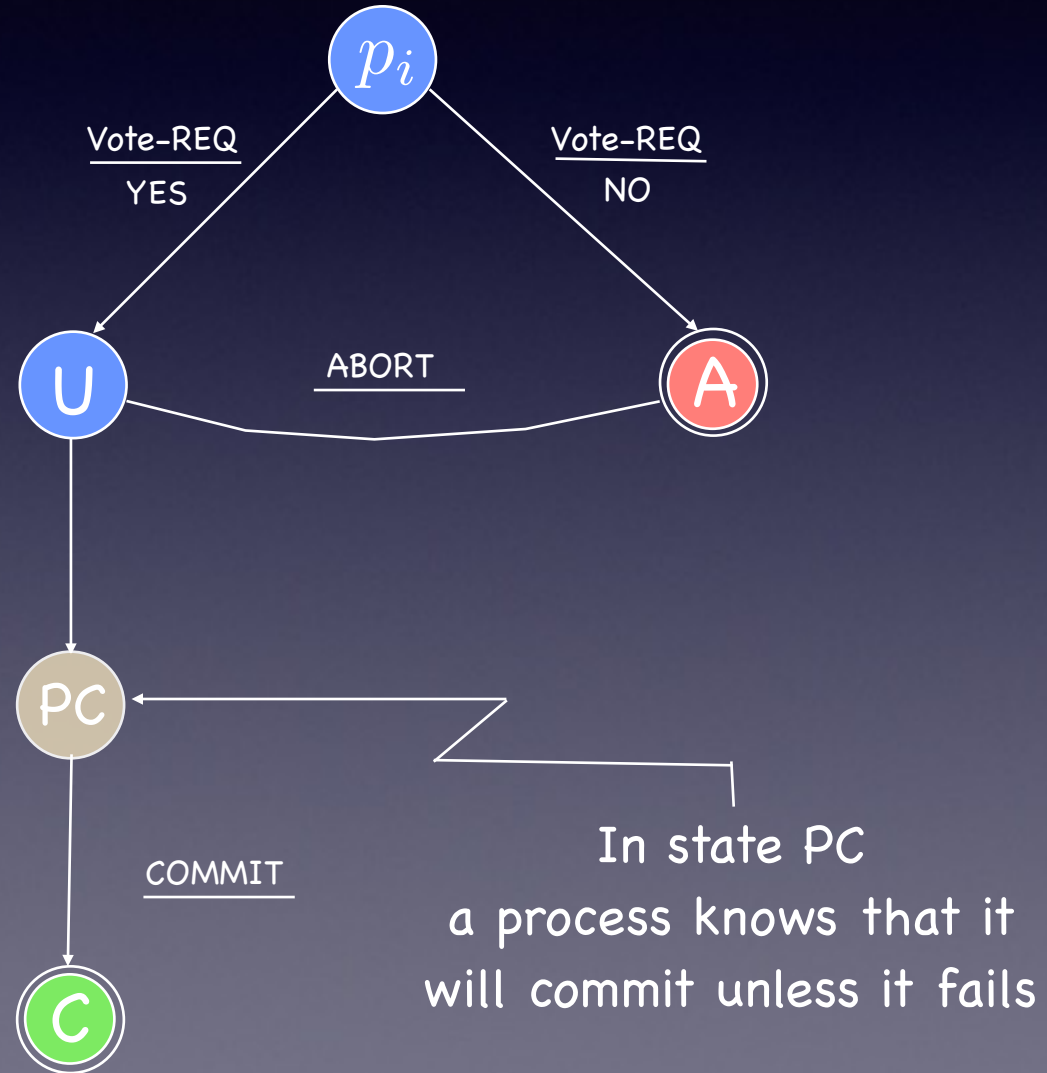 pᵢ
Vote-REQ
YES
Vote-REQ
NO
U
ABORT
A
PC
COMMIT
In state PC
a process knows that it
will commit unless it fails
C